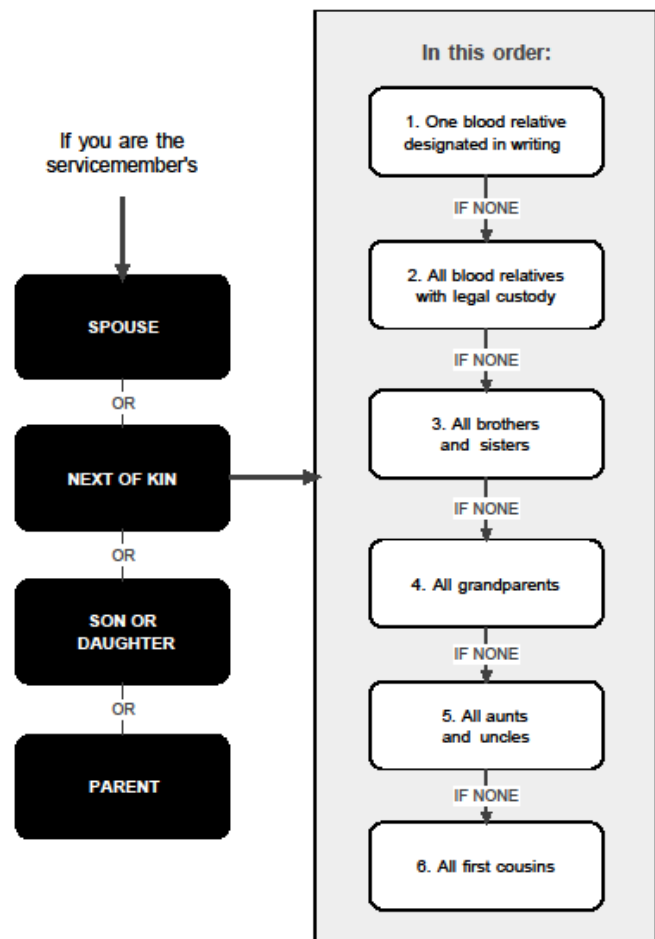 If you are the
servicemember's
SPOUSE
OR
NEXT OF KIN
OR
SON OR
DAUGHTER
OR
PARENT
In this order:
1. One blood relative
designated in writing
IF NONE
2. All blood relatives
with legal custody
IF NONE
3. All brothers
and sisters
IF NONE
4. All grandparents
IF NONE
5. All aunts
and uncles
IF NONE
6. All first cousins